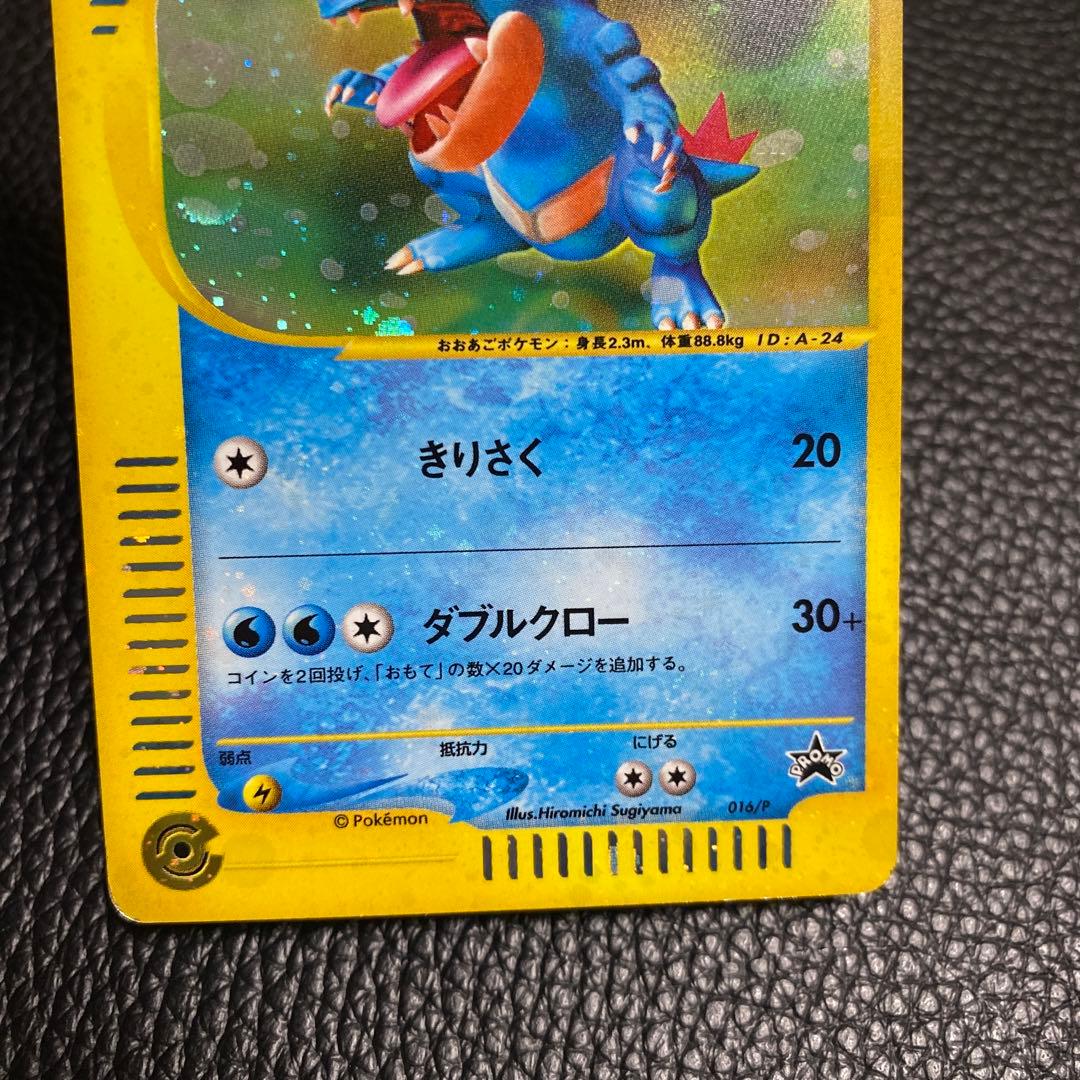 おおあごポケモン：身長2.3m、体重88.8kg ID:A-24
きりさく 20
ダブルクロー 30+
コインを2回投げ、「おもて」の数×20ダメージを追加する。
弱点 抵抗力 にげる
PROMO
©Pokémon Illus.Hiromichi Sugiyama 016/P